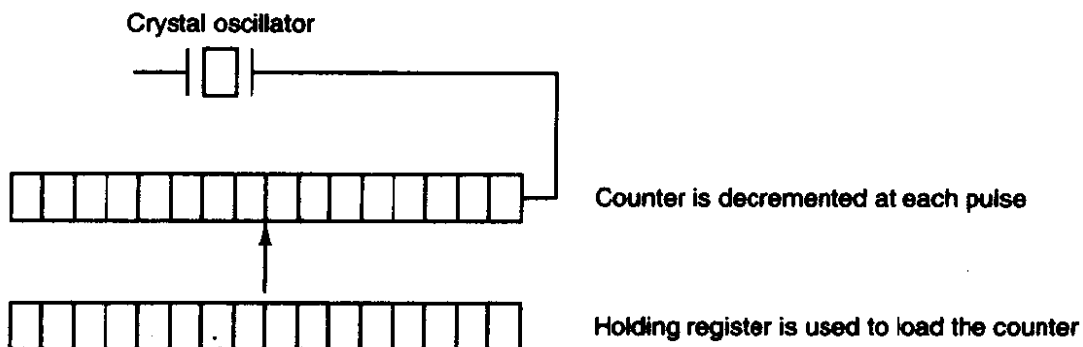 Crystal oscillator
Counter is decremented at each pulse
Holding register is used to load the counter